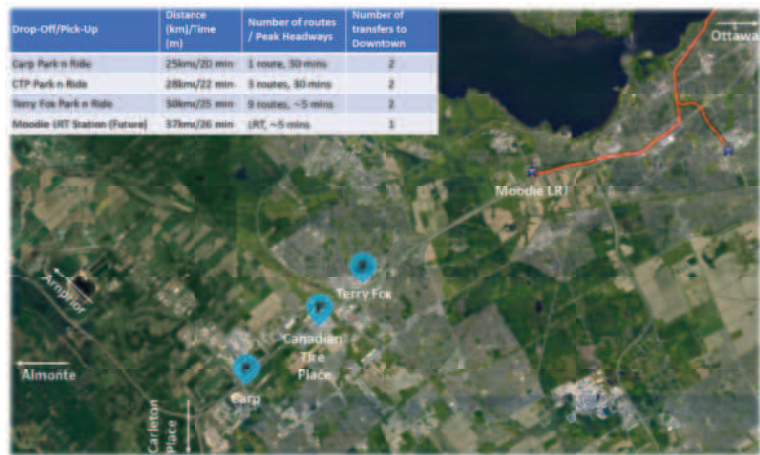 Drop-Off/Pick-Up
Distance (km)/Time (m)
Number of routes / Peak Headways
Number of transfers to Downtown
Carp Park n Ride 25km/20 min 1 route, 30 mins 2
CTP Park n Ride 28km/22 min 3 routes, 30 mins 2
Terry Fox Park n Ride 30km/25 min 9 routes, ~5 mins 2
Moodie LRT Station (Future) 37km/26 min LRT, ~5 mins 1
Ottawa
Moodie LRT
Terry Fox
Arnprior
Canadian
Tire
Place
Almonte
Carp
Carleton
Place